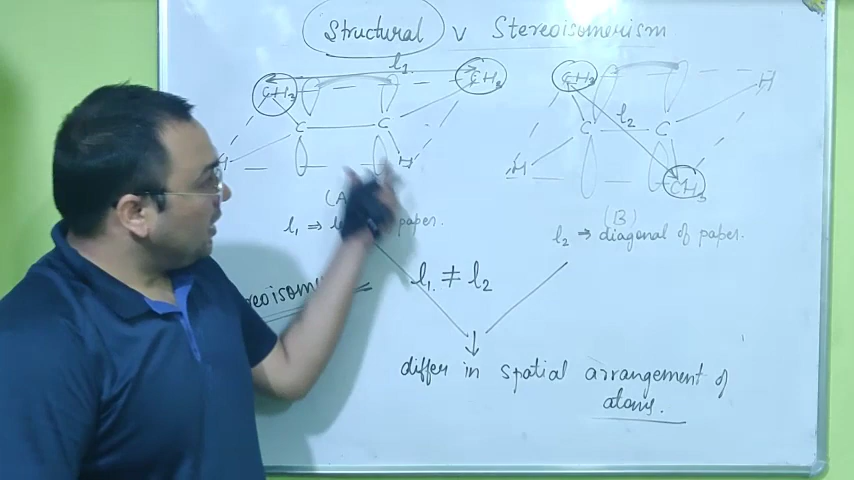 Structural v Stereoisomerism
l₁
CH₃ CH₃
C C
H H
(A
l₁ ⇒ paper.
CH₃ H
C l₂ C
H CH₃
(B)
l₂ ⇒ diagonal of paper.
l₁ ≠ l₂
reoisom
↓
differ in spatial arrangement of
atoms.